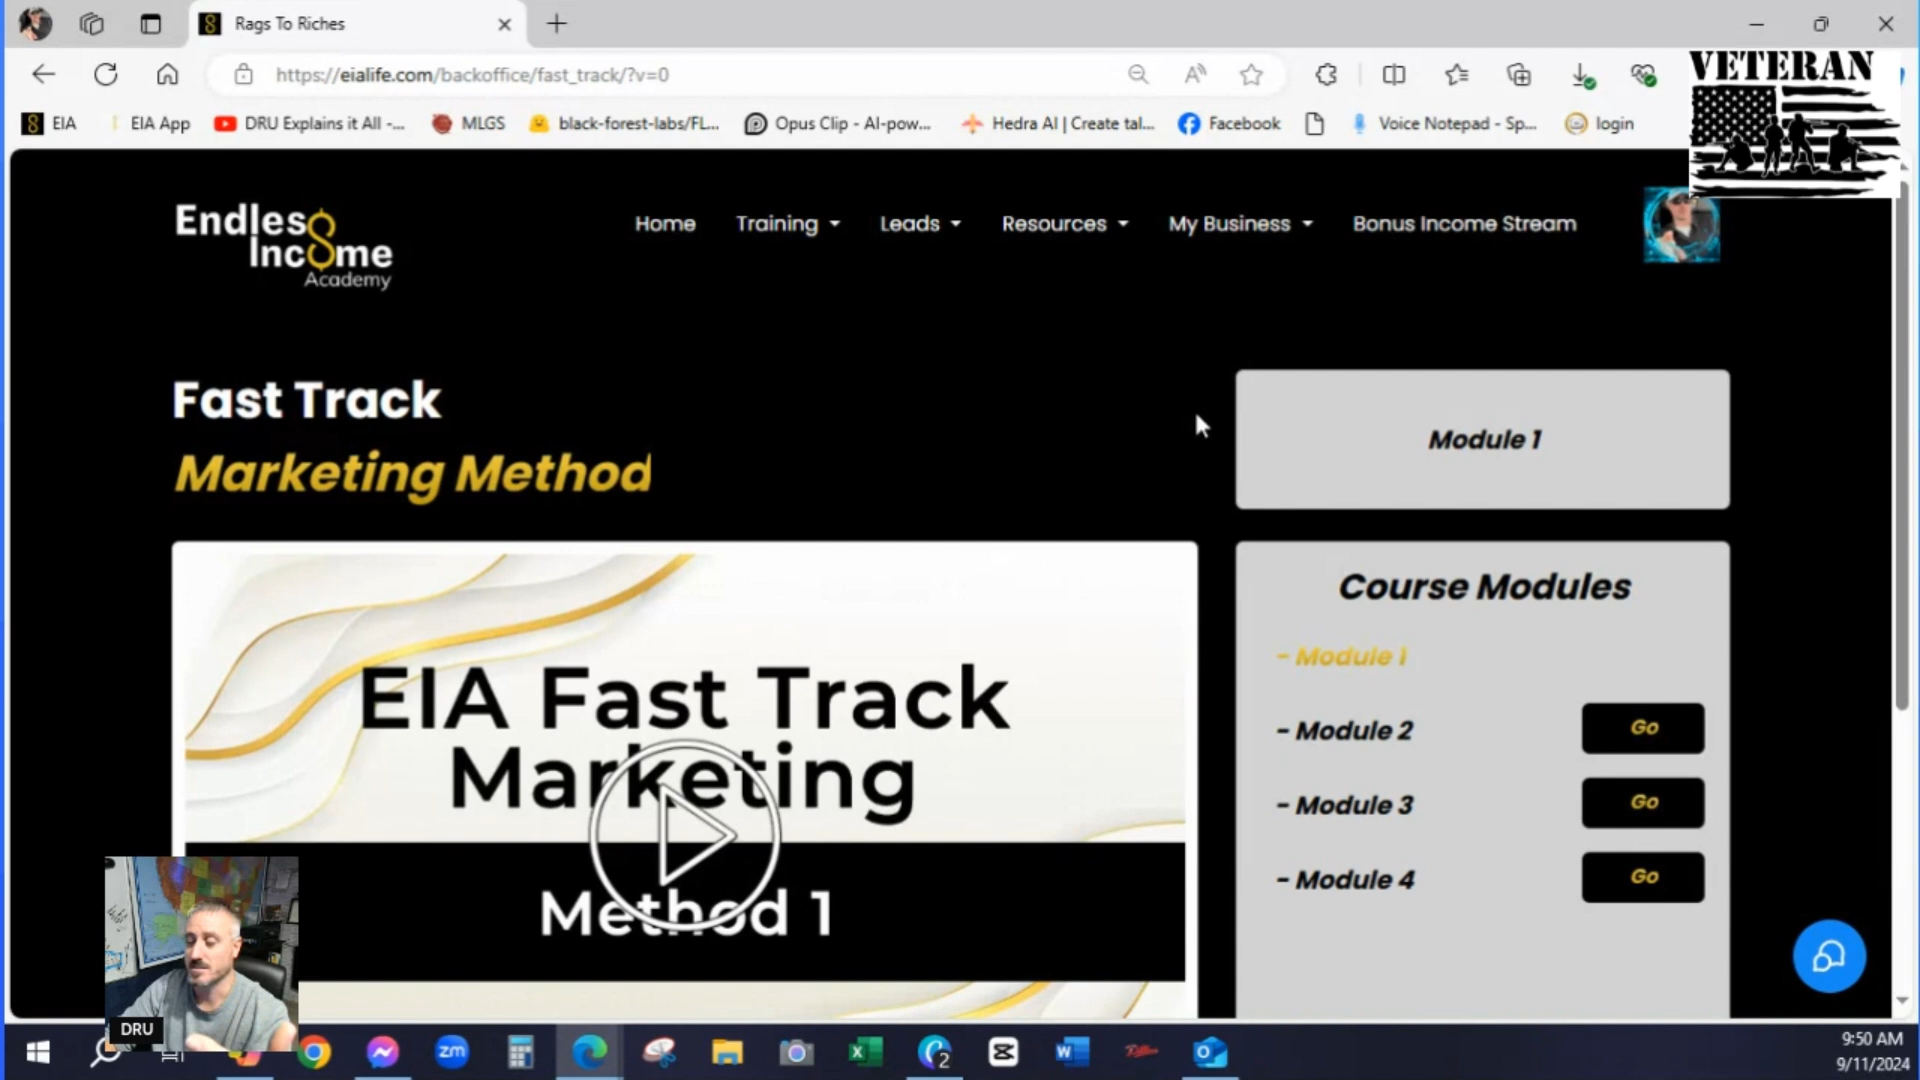 Rags To Riches
https://eialife.com/backoffice/fast_track/?v=0
VETERAN
EIA
EIA App
DRU Explains it All -...
MLGS
black-forest-labs/FL...
Opus Clip - AI-pow...
Hedra AI | Create tal...
Facebook
Voice Notepad - Sp...
login
Endless
Income
Academy
Home
Training
Leads
Resources
My Business
Bonus Income Stream
Fast Track
Marketing Method
Module 1
Course Modules
- Module 1
- Module 2
Go
- Module 3
Go
- Module 4
Go
EIA Fast Track
Marketing
Method 1
DRU
zm
2
9:50 AM
9/11/2024